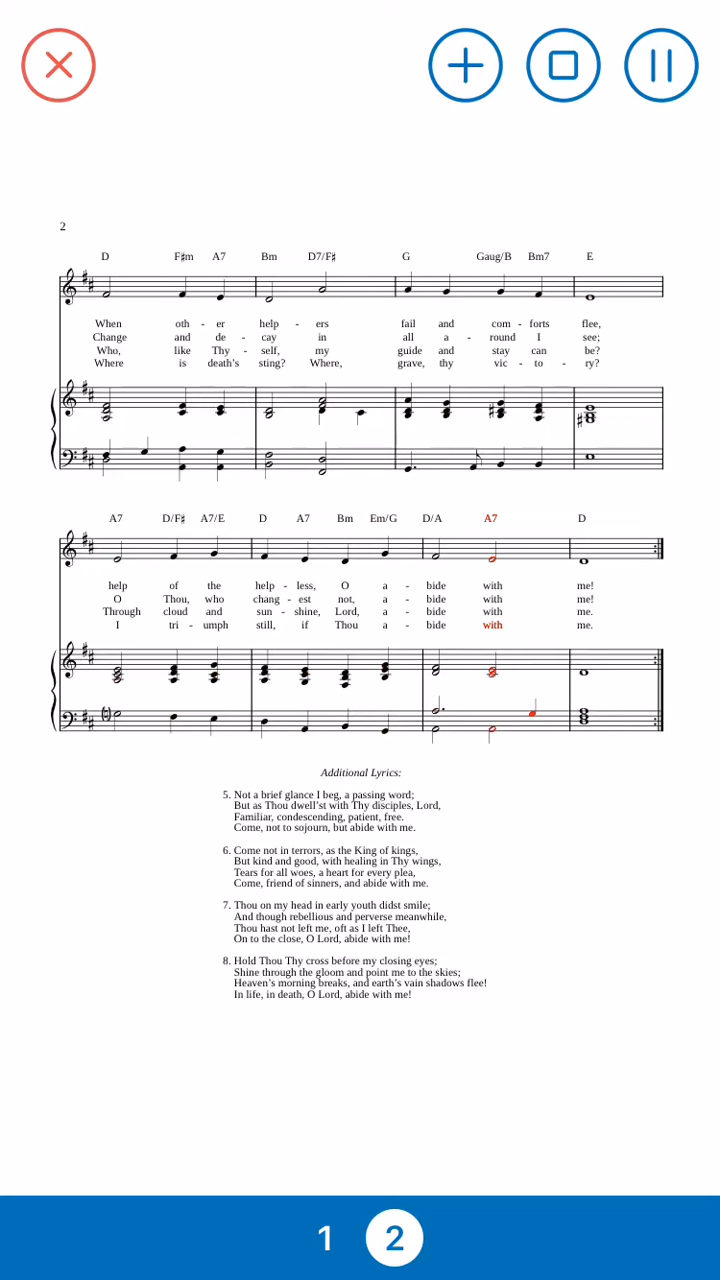 2
D F♯m A7 Bm D7/F♯ G Gaug/B Bm7 E
When oth - er help - ers fail and com - forts flee,
Change and de - cay in all a - round I see;
Who, like Thy - self, my guide and stay can be?
Where is death's sting? Where, grave, thy vic - to - ry?
A7 D/F♯ A7/E D A7 Bm Em/G D/A A7 D
help of the help - less, O a - bide with me!
O Thou, who chang - est not, a - bide with me!
Through cloud and sun - shine, Lord, a - bide with me.
I tri - umph still, if Thou a - bide with me.
Additional Lyrics:
5. Not a brief glance I beg, a passing word;
But as Thou dwell'st with Thy disciples, Lord,
Familiar, condescending, patient, free.
Come, not to sojourn, but abide with me.
6. Come not in terrors, as the King of kings,
But kind and good, with healing in Thy wings,
Tears for all woes, a heart for every plea,
Come, friend of sinners, and abide with me.
7. Thou on my head in early youth didst smile;
And though rebellious and perverse meanwhile,
Thou hast not left me, oft as I left Thee,
On to the close, O Lord, abide with me!
8. Hold Thou Thy cross before my closing eyes;
Shine through the gloom and point me to the skies;
Heaven's morning breaks, and earth's vain shadows flee!
In life, in death, O Lord, abide with me!
1 2